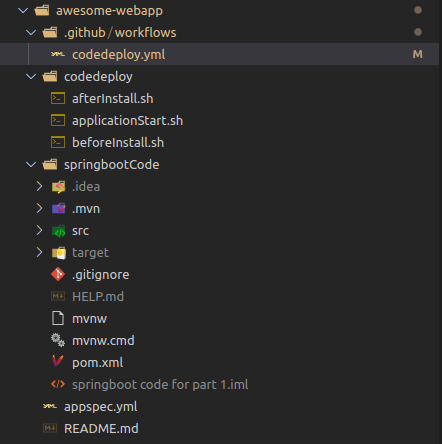 awesome-webapp
.github / workflows
codedeploy.yml M
codedeploy
afterInstall.sh
applicationStart.sh
beforeInstall.sh
springbootCode
.idea
.mvn
src
target
.gitignore
HELP.md
mvnw
mvnw.cmd
pom.xml
springboot code for part 1.iml
appspec.yml
README.md